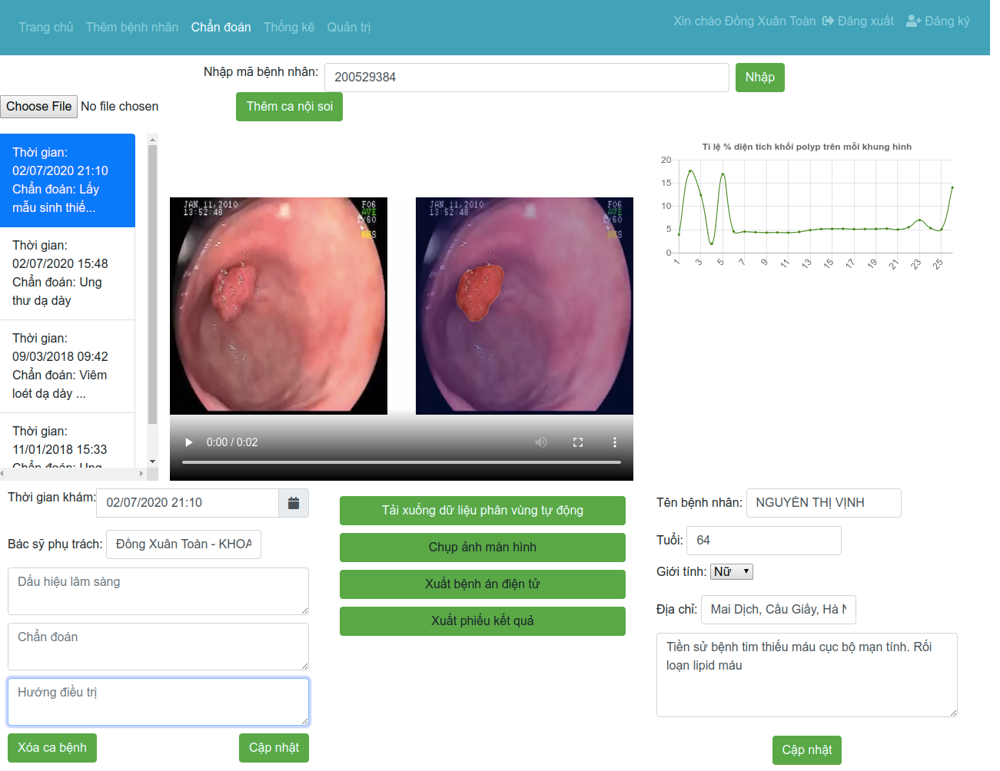 Trang chủ Thêm bệnh nhân Chẩn đoán Thống kê Quản trị Xin chào Đồng Xuân Toàn Đăng xuất Đăng ký
Nhập mã bệnh nhân: 200529384 Nhập
Choose File No file chosen Thêm ca nội soi
Thời gian:
02/07/2020 21:10
Chẩn đoán: Lấy
mẫu sinh thiế...
Thời gian:
02/07/2020 15:48
Chẩn đoán: Ung
thư dạ dày
Thời gian:
09/03/2018 09:42
Chẩn đoán: Viêm
loét dạ dày ...
Thời gian:
11/01/2018 15:33
Chẩn đoán: Ung
JAN.11,2010
13:52:48
F06
AVE
1/60
JAN.11,2010
13:52:48
F06
AVE
1/60
0:00 / 0:02
Tỉ lệ % diện tích khối polyp trên mỗi khung hình
20
15
10
5
0
1 3 5 7 9 11 13 15 17 19 21 23 25
Thời gian khám: 02/07/2020 21:10
Bác sỹ phụ trách: Đồng Xuân Toàn - KHOA
Dấu hiệu lâm sàng
Chẩn đoán
Hướng điều trị
Xóa ca bệnh Cập nhật
Tải xuống dữ liệu phân vùng tự động
Chụp ảnh màn hình
Xuất bệnh án điện tử
Xuất phiếu kết quả
Tên bệnh nhân: NGUYỄN THỊ VỊNH
Tuổi: 64
Giới tính: Nữ
Địa chỉ: Mai Dịch, Cầu Giấy, Hà N
Tiền sử bệnh tim thiếu máu cục bộ mạn tính. Rối
loạn lipid máu
Cập nhật